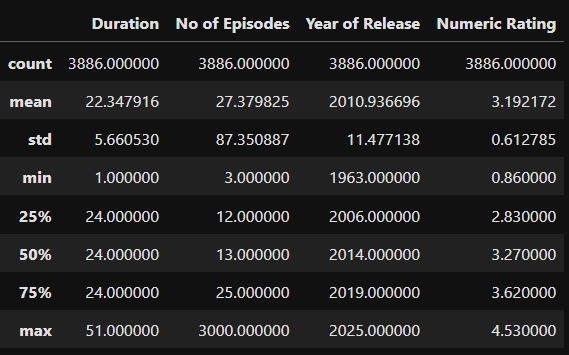 Duration No of Episodes Year of Release Numeric Rating
count 3886.000000 3886.000000 3886.000000 3886.000000
mean 22.347916 27.379825 2010.936696 3.192172
std 5.660530 87.350887 11.477138 0.612785
min 1.000000 3.000000 1963.000000 0.860000
25% 24.000000 12.000000 2006.000000 2.830000
50% 24.000000 13.000000 2014.000000 3.270000
75% 24.000000 25.000000 2019.000000 3.620000
max 51.000000 3000.000000 2025.000000 4.530000